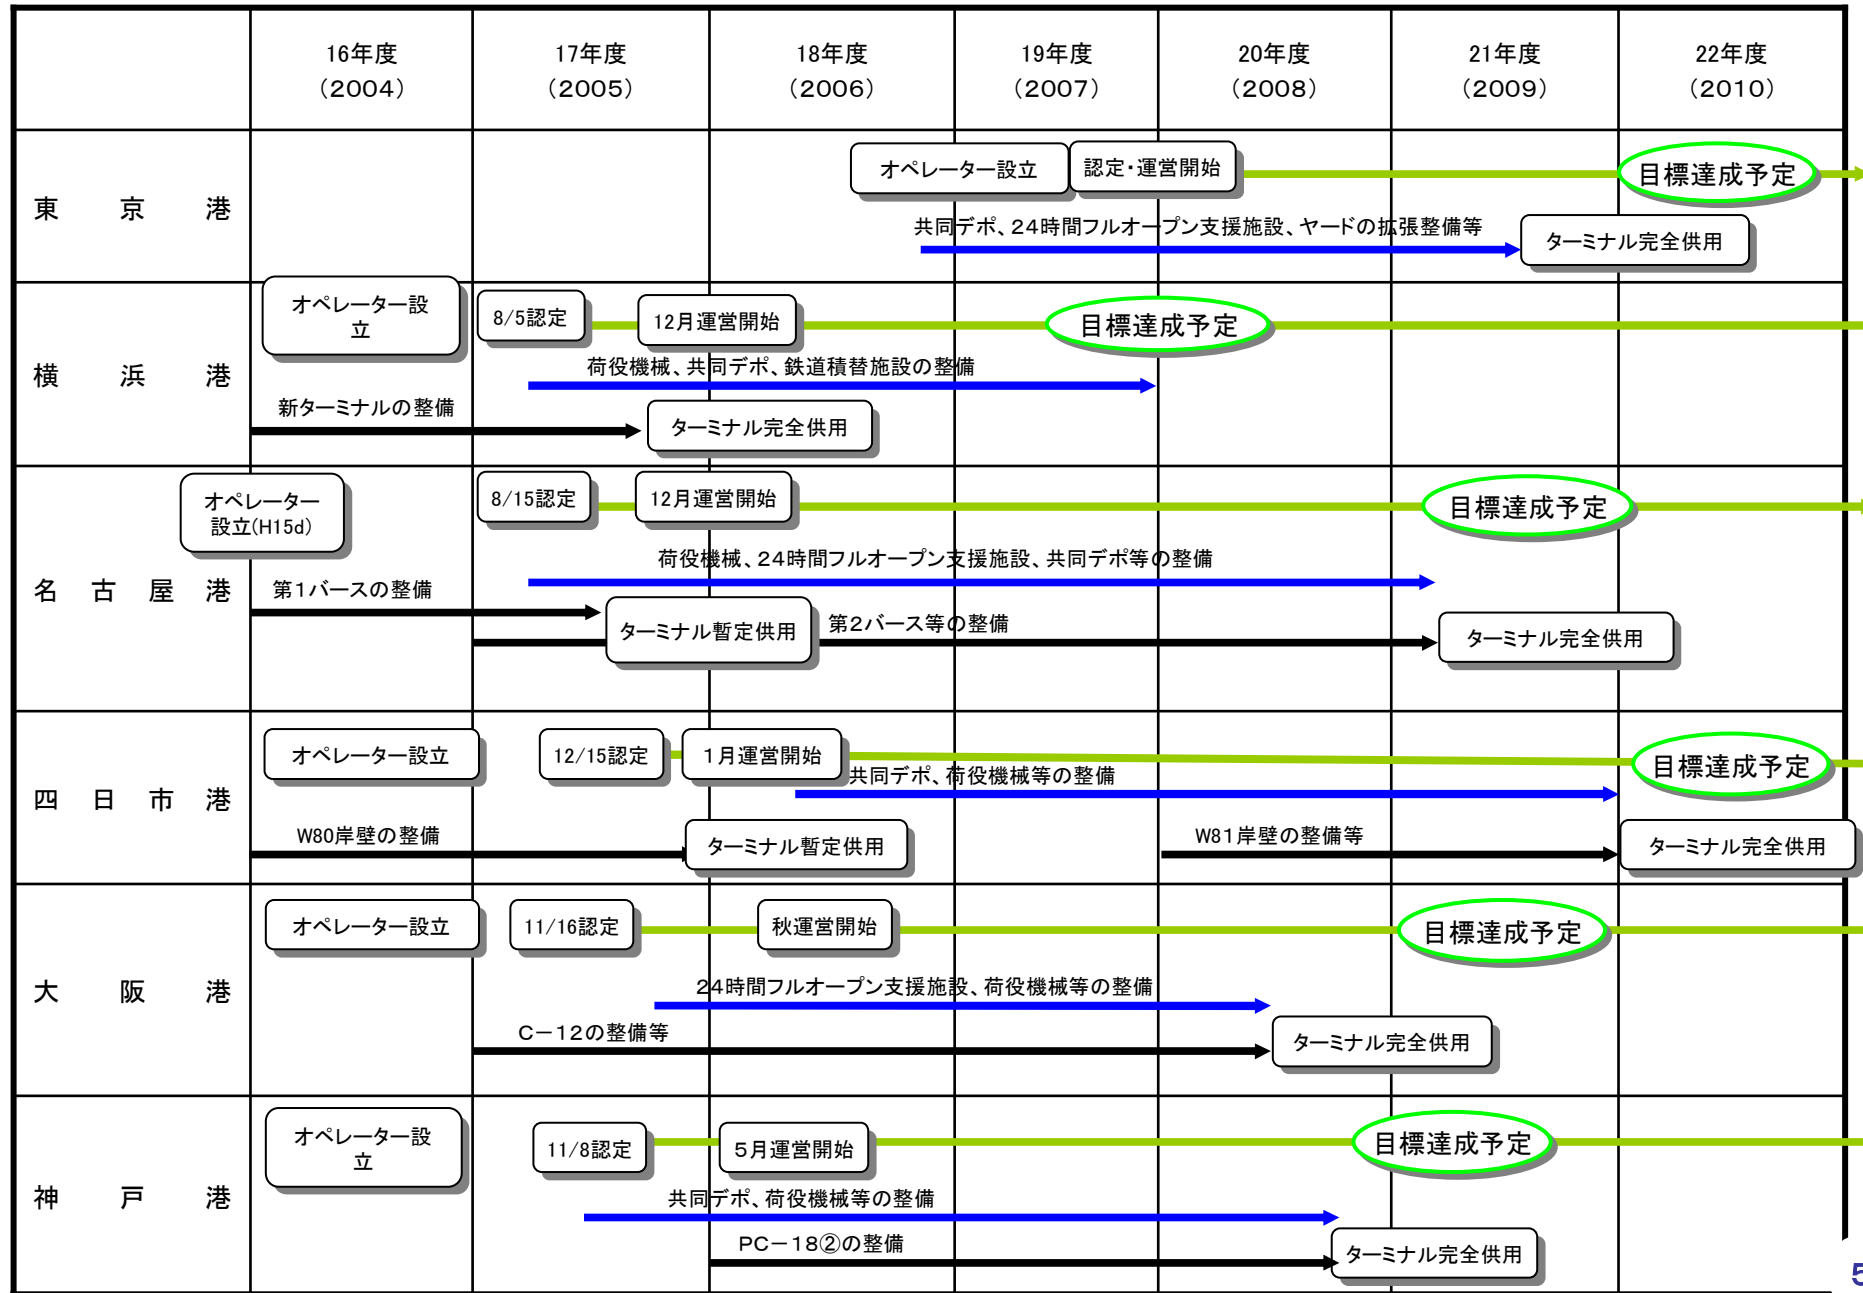 16年度
（2004）
17年度
（2005）
18年度
（2006）
19年度
（2007）
20年度
（2008）
21年度
（2009）
22年度
（2010）
東京港
オペレーター設立
認定・運営開始
目標達成予定
共同デポ、24時間フルオープン支援施設、ヤードの拡張整備等
ターミナル完全供用
横浜港
オペレーター設
立
8/5認定
12月運営開始
目標達成予定
荷役機械、共同デポ、鉄道積替施設の整備
新ターミナルの整備
ターミナル完全供用
名古屋港
オペレーター
設立(H15d)
8/15認定
12月運営開始
目標達成予定
荷役機械、24時間フルオープン支援施設、共同デポ等の整備
第1バースの整備
ターミナル暫定供用
第2バース等の整備
ターミナル完全供用
四日市港
オペレーター設立
12/15認定
1月運営開始
目標達成予定
共同デポ、荷役機械等の整備
W80岸壁の整備
ターミナル暫定供用
W81岸壁の整備等
ターミナル完全供用
大阪港
オペレーター設立
11/16認定
秋運営開始
目標達成予定
24時間フルオープン支援施設、荷役機械等の整備
C－12の整備等
ターミナル完全供用
神戸港
オペレーター設
立
11/8認定
5月運営開始
目標達成予定
共同デポ、荷役機械等の整備
PC－18②の整備
ターミナル完全供用
5